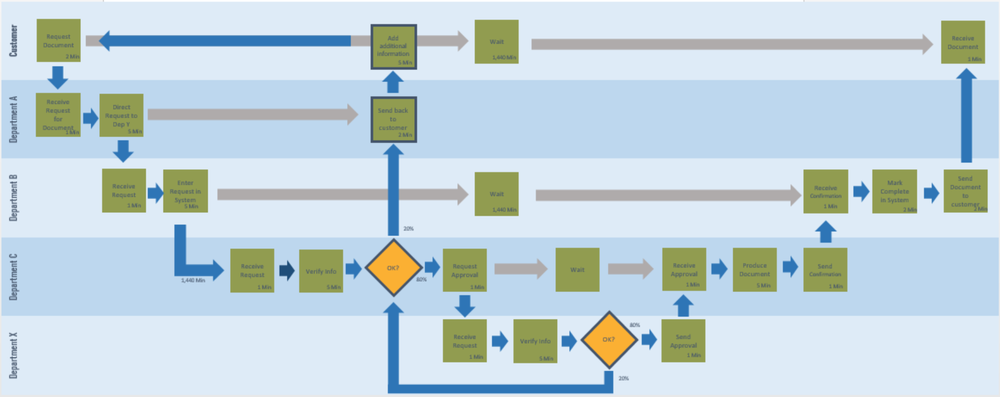 Customer
Request
Document
2 Min
Add
additional
information
5 Min
Wait
1,440 Min
Receive
Document
1 Min
Department A
Receive
Request
for
Document
1 Min
Direct
Request to
Dep Y
5 Min
Send back
to
customer
2 Min
Department B
Receive
Request
1 Min
Enter
Request in
System
5 Min
Wait
1,440 Min
Receive
Confirmation
1 Min
Mark
Complete
in System
2 Min
Send
Document
to
customer
2 Min
20%
Department C
1,440 Min
Receive
Request
1 Min
Verify Info
5 Min
OK?
80%
Request
Approval
1 Min
Wait
Receive
Approval
1 Min
Produce
Document
5 Min
Send
Confirmation
1 Min
Department X
Receive
Request
1 Min
Verify Info
5 Min
OK?
80%
20%
Send
Approval
1 Min